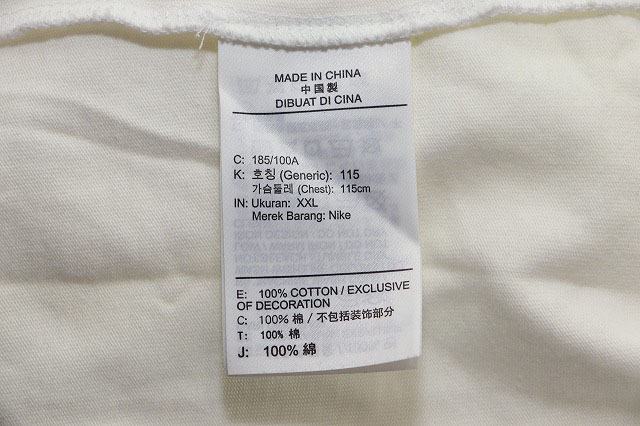 MADE IN CHINA
中国製
DIBUAT DI CINA
C: 185/100A
K: 호칭 (Generic): 115
가슴둘레 (Chest): 115cm
IN: Ukuran: XXL
Merek Barang: Nike
E: 100% COTTON / EXCLUSIVE
OF DECORATION
C: 100% 棉 / 不包括装饰部分
T: 100% 棉
J: 100% 綿